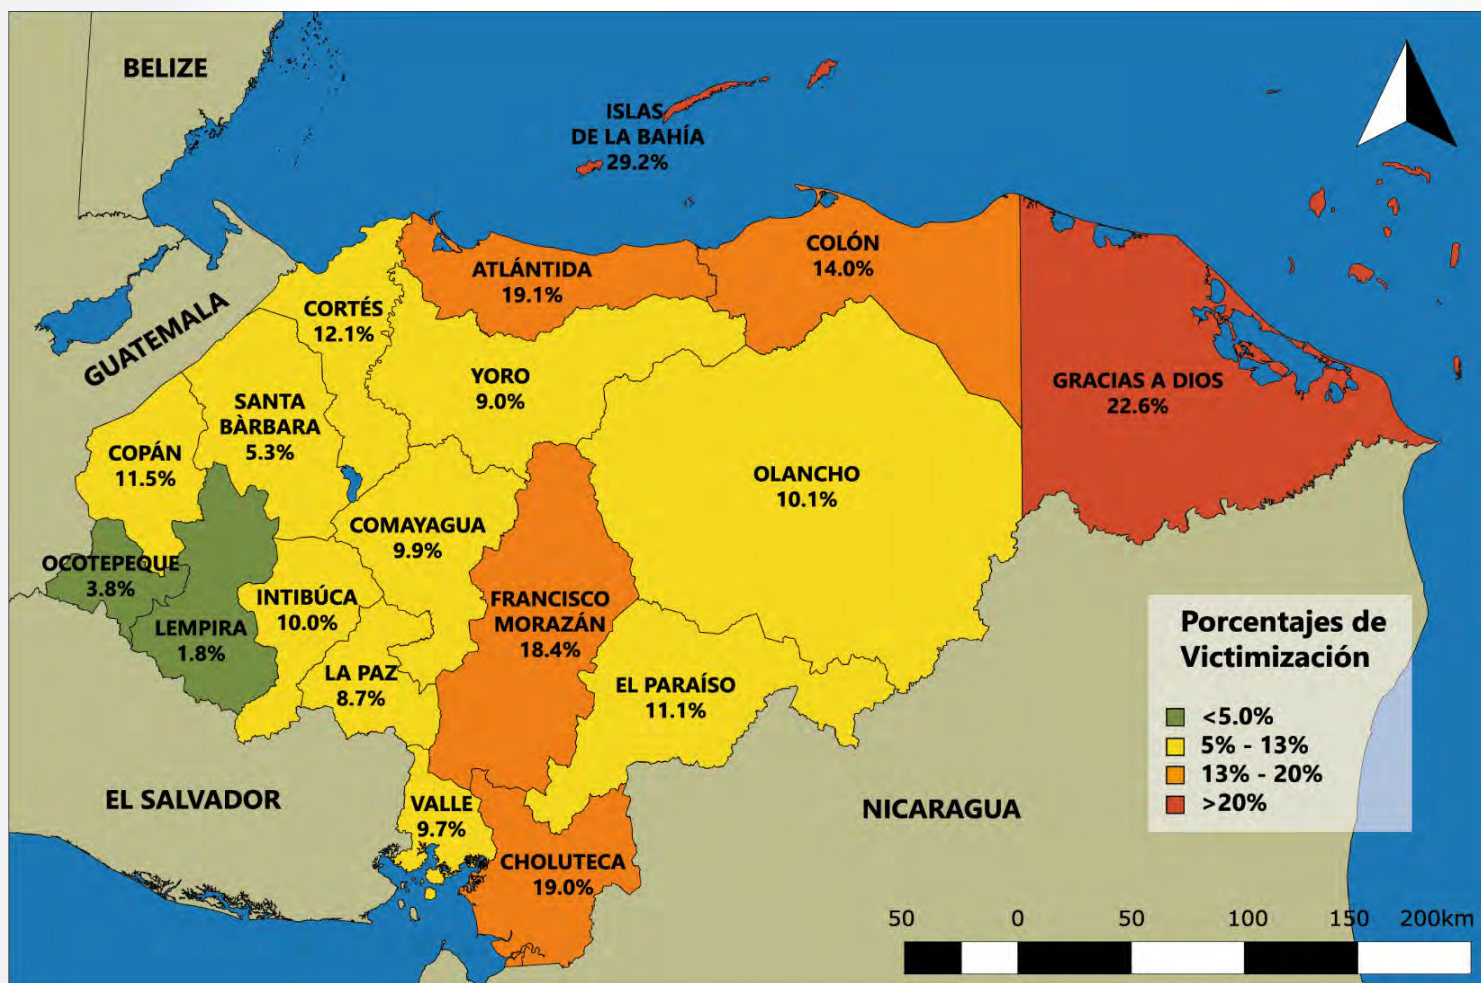 BELIZE
ISLAS
DE LA BAHÍA
29.2%
COLÓN
14.0%
ATLÁNTIDA
19.1%
CORTÉS
12.1%
GUATEMALA
YORO
9.0%
GRACIAS A DIOS
22.6%
SANTA
BÀRBARA
5.3%
COPÁN
11.5%
OLANCHO
10.1%
COMAYAGUA
9.9%
OCOTEPEQUE
3.8%
INTIBÚCA
10.0%
FRANCISCO
MORAZÁN
18.4%
LEMPIRA
1.8%
LA PAZ
8.7%
EL PARAÍSO
11.1%
EL SALVADOR
VALLE
9.7%
NICARAGUA
CHOLUTECA
19.0%
Porcentajes de
Victimización
<5.0%
5% - 13%
13% - 20%
>20%
50 0 50 100 150 200km